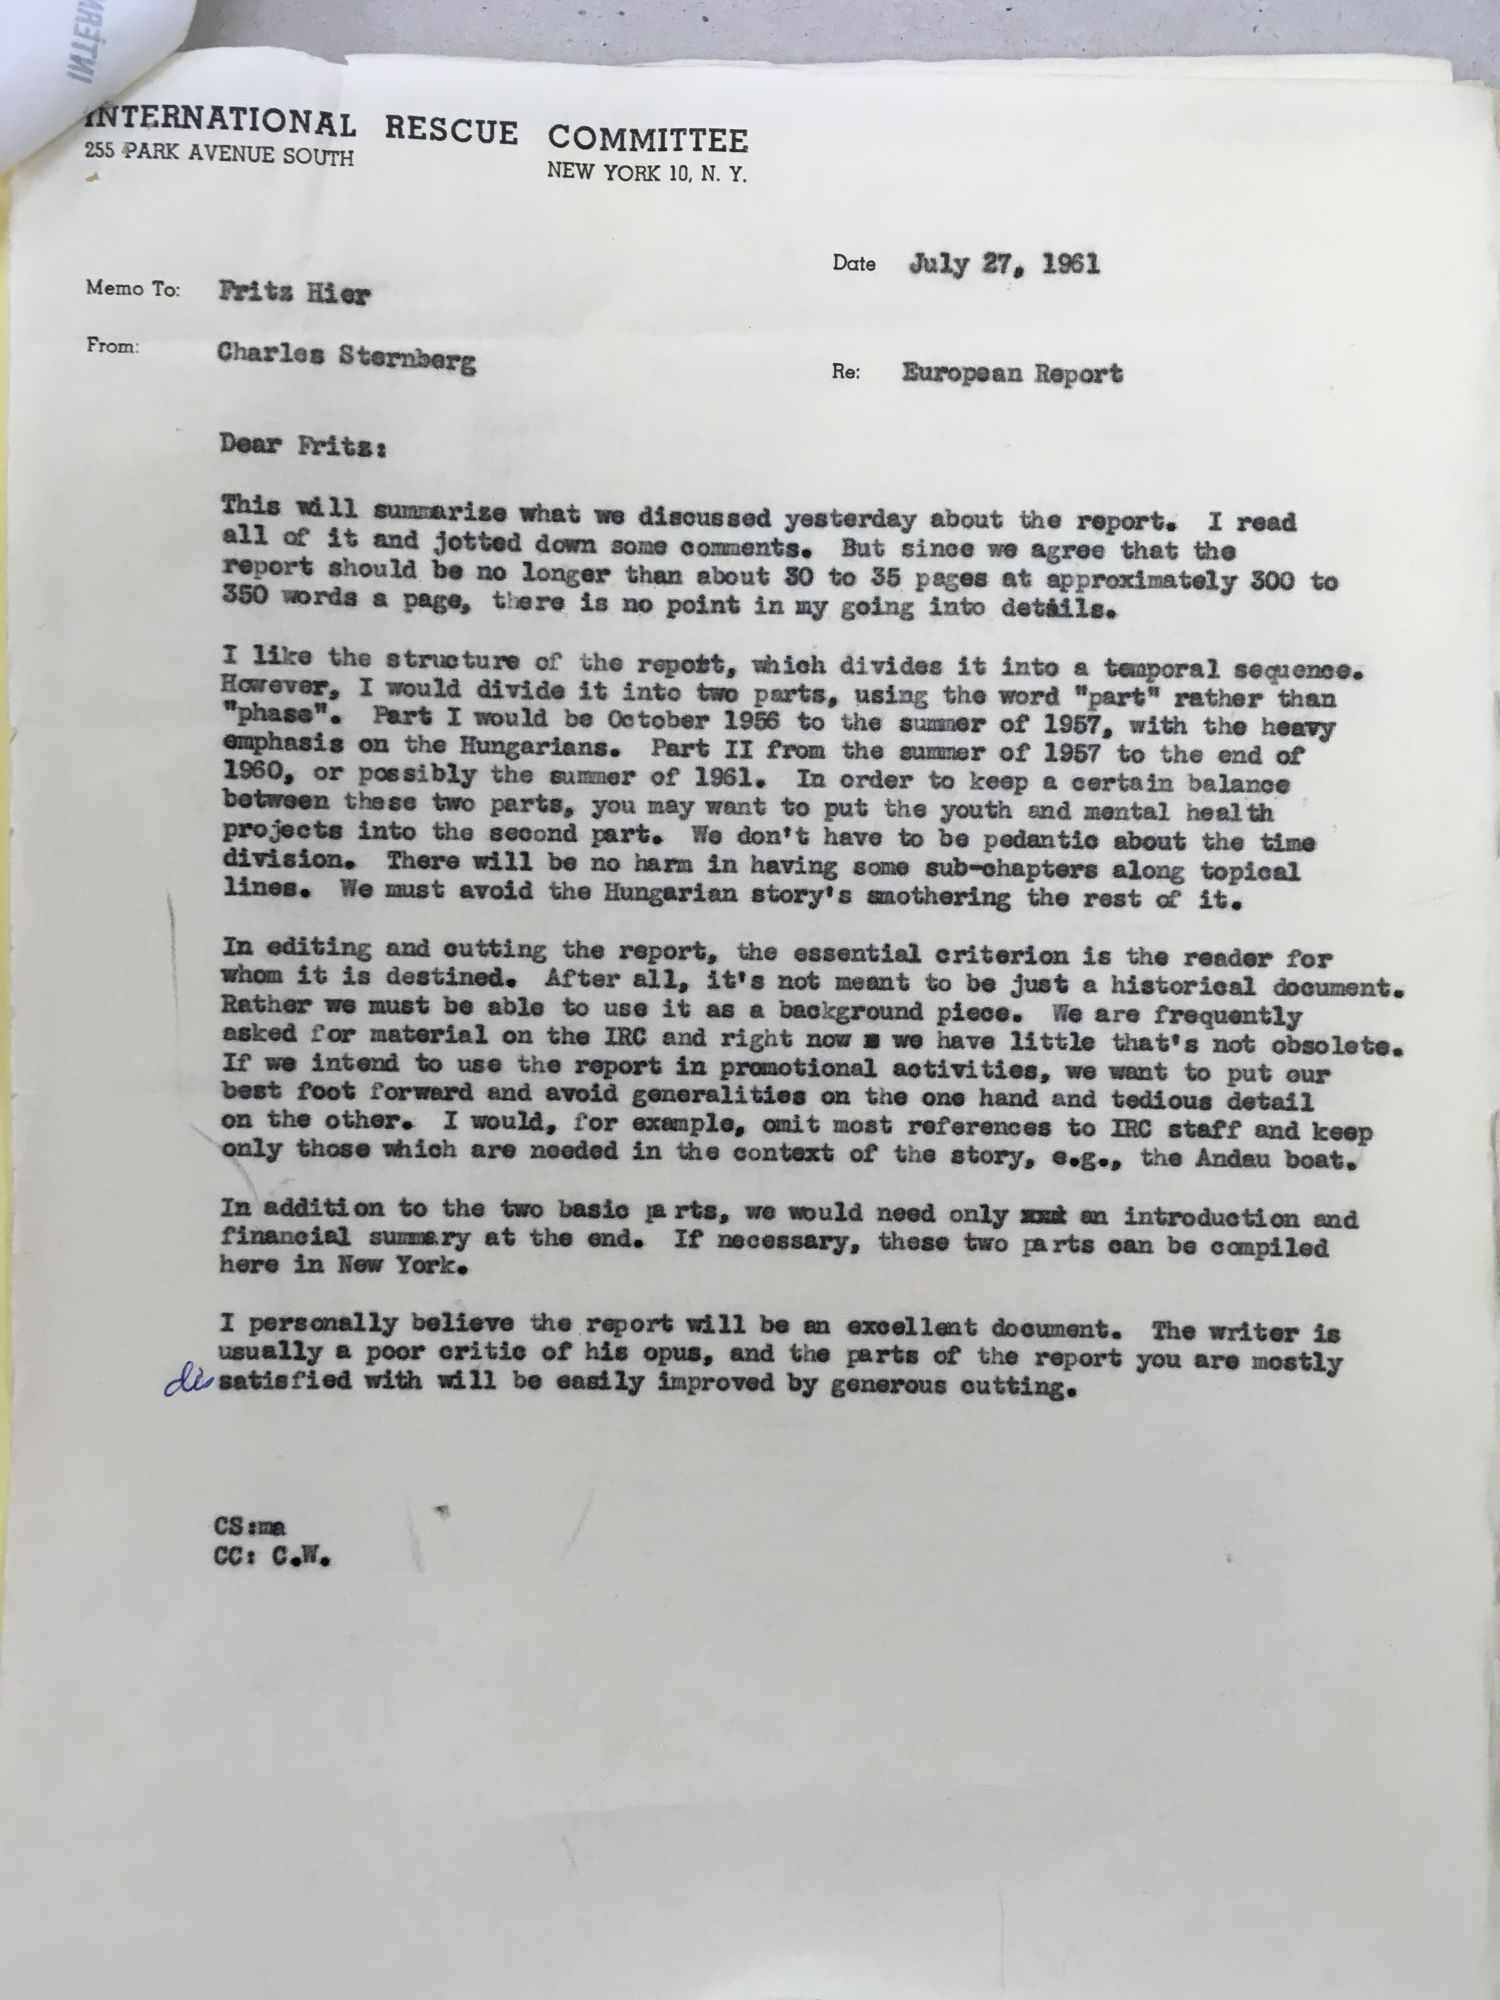 INTERNATIONAL RESCUE COMMITTEE
255 PARK AVENUE SOUTH NEW YORK 10, N. Y.
Date July 27, 1961
Memo To: Fritz Hier
From: Charles Sternberg
Re: European Report
Dear Fritz:
This will summarize what we discussed yesterday about the report. I read
all of it and jotted down some comments. But since we agree that the
report should be no longer than about 30 to 35 pages at approximately 300 to
350 words a page, there is no point in my going into details.
I like the structure of the report, which divides it into a temporal sequence.
However, I would divide it into two parts, using the word "part" rather than
"phase". Part I would be October 1956 to the summer of 1957, with the heavy
emphasis on the Hungarians. Part II from the summer of 1957 to the end of
1960, or possibly the summer of 1961. In order to keep a certain balance
between these two parts, you may want to put the youth and mental health
projects into the second part. We don't have to be pedantic about the time
division. There will be no harm in having some sub-chapters along topical
lines. We must avoid the Hungarian story's smothering the rest of it.
In editing and cutting the report, the essential criterion is the reader for
whom it is destined. After all, it's not meant to be just a historical document.
Rather we must be able to use it as a background piece. We are frequently
asked for material on the IRC and right now we have little that's not obsolete.
If we intend to use the report in promotional activities, we want to put our
best foot forward and avoid generalities on the one hand and tedious detail
on the other. I would, for example, omit most references to IRC staff and keep
only those which are needed in the context of the story, e.g., the Andau boat.
In addition to the two basic parts, we would need only an introduction and
financial summary at the end. If necessary, these two parts can be compiled
here in New York.
I personally believe the report will be an excellent document. The writer is
usually a poor critic of his opus, and the parts of the report you are mostly
dissatisfied with will be easily improved by generous cutting.
CS:ma
CC: C.W.